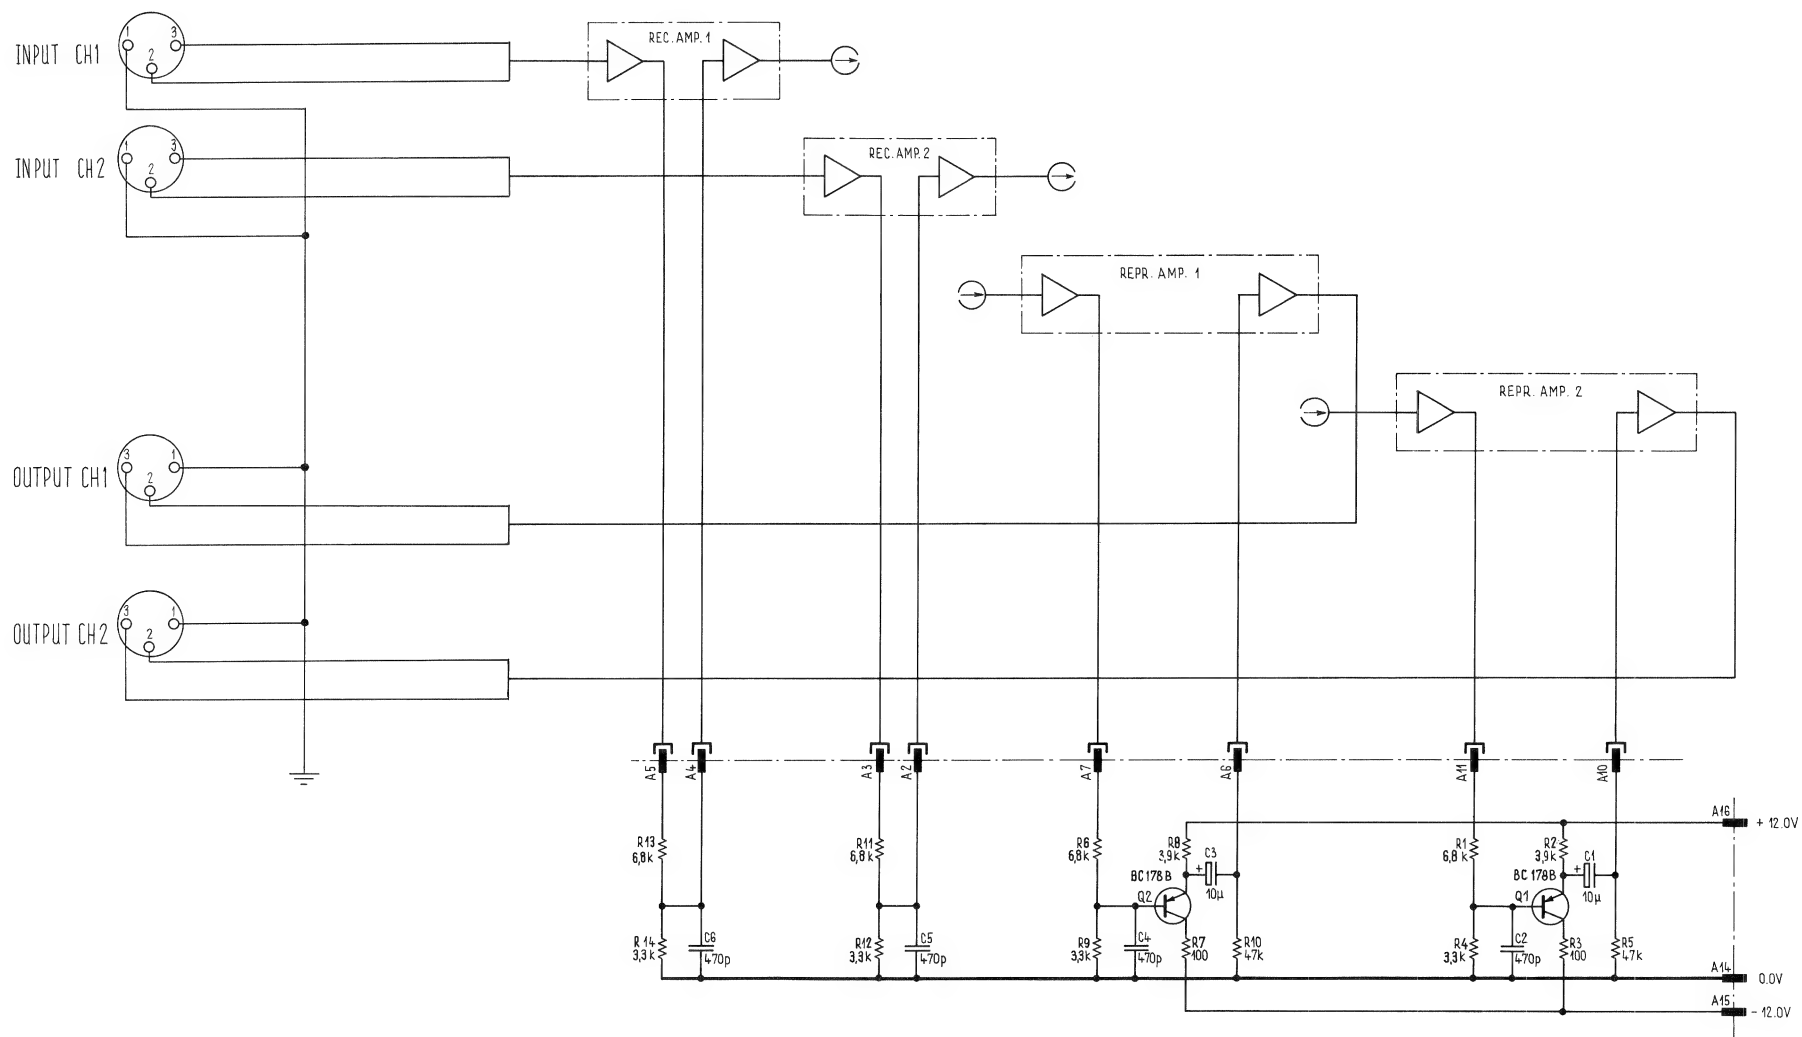 INPUT CH1
1
3
2
REC. AMP. 1
INPUT CH2
1
3
2
REC. AMP. 2
REPR. AMP. 1
REPR. AMP. 2
OUTPUT CH1
3
1
2
OUTPUT CH2
3
1
2
A5
A4
A3
A2
A7
A6
A11
A10
A16
+ 12.0V
R13
6,8k
R11
6,8k
R6
6,8k
R8
3,9k
C3
+
10µ
BC178B
Q2
R1
6,8k
R2
3,9k
C1
+
10µ
BC178B
Q1
R14
3,3k
C6
470p
R12
3,3k
C5
470p
R9
3,3k
C4
470p
R7
100
R10
47k
R4
3,3k
C2
470p
R3
100
R5
47k
A14
0.0V
A15
- 12.0V